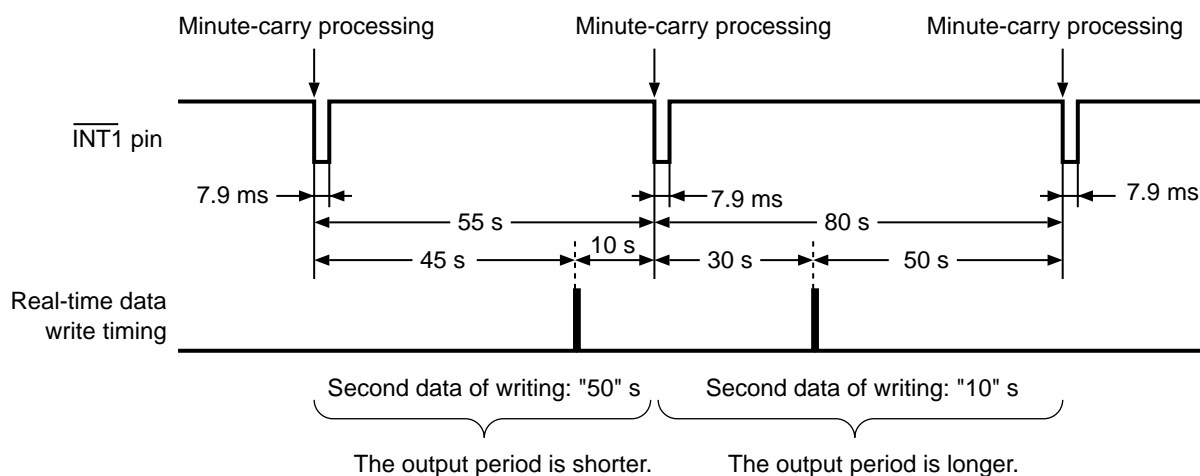 Minute-carry processing
Minute-carry processing
Minute-carry processing
INT1 pin
7.9 ms
7.9 ms
7.9 ms
55 s
80 s
45 s
10 s
30 s
50 s
Real-time data
write timing
Second data of writing: "50" s
Second data of writing: "10" s
The output period is shorter.
The output period is longer.